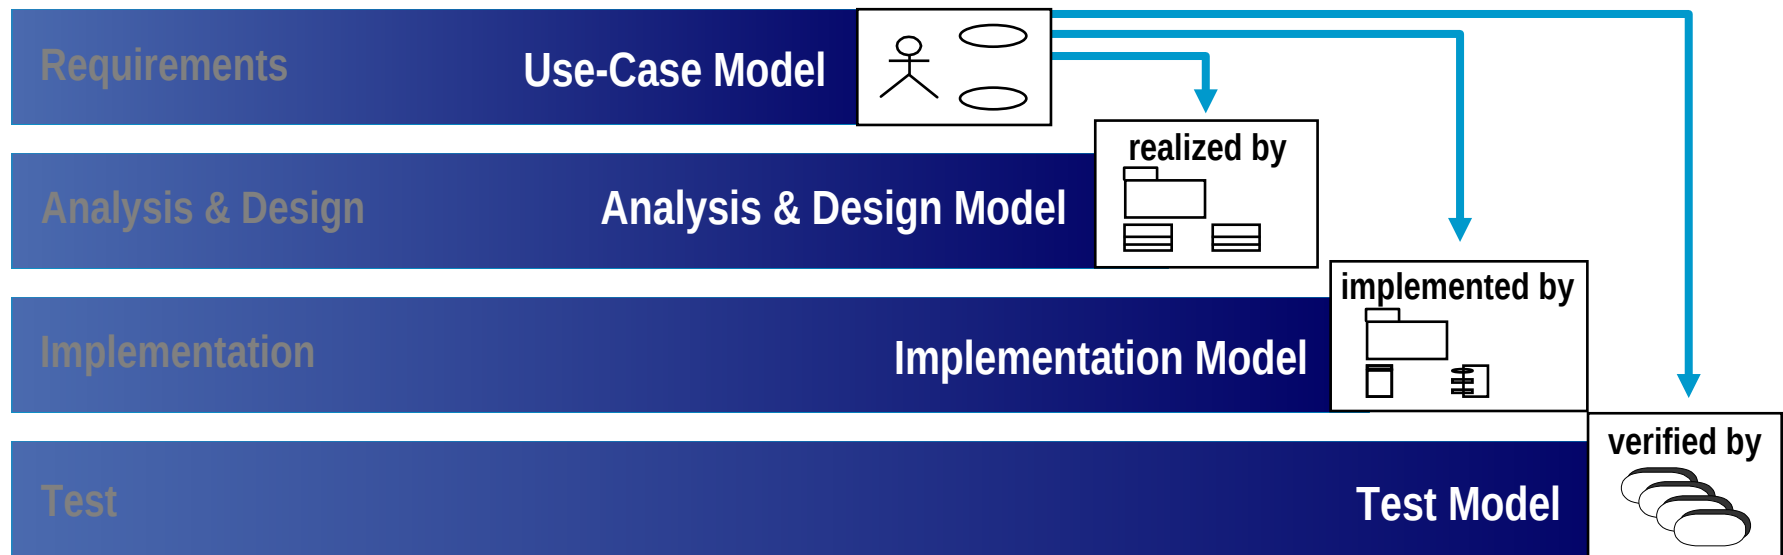 Requirements
Use-Case Model
realized by
Analysis & Design
Analysis & Design Model
implemented by
Implementation
Implementation Model
verified by
Test
Test Model